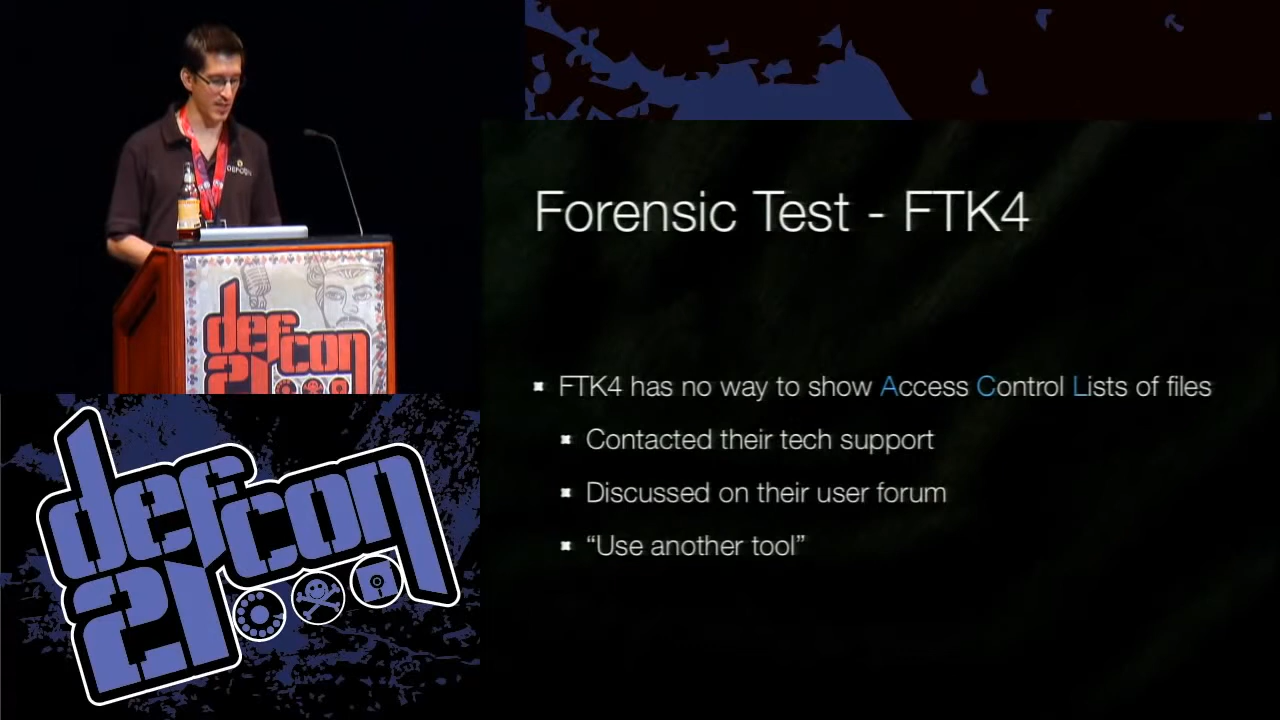 Forensic Test - FTK4
FTK4 has no way to show Access Control Lists of files
Contacted their tech support
Discussed on their user forum
“Use another tool”
defcon
21
defcon
21